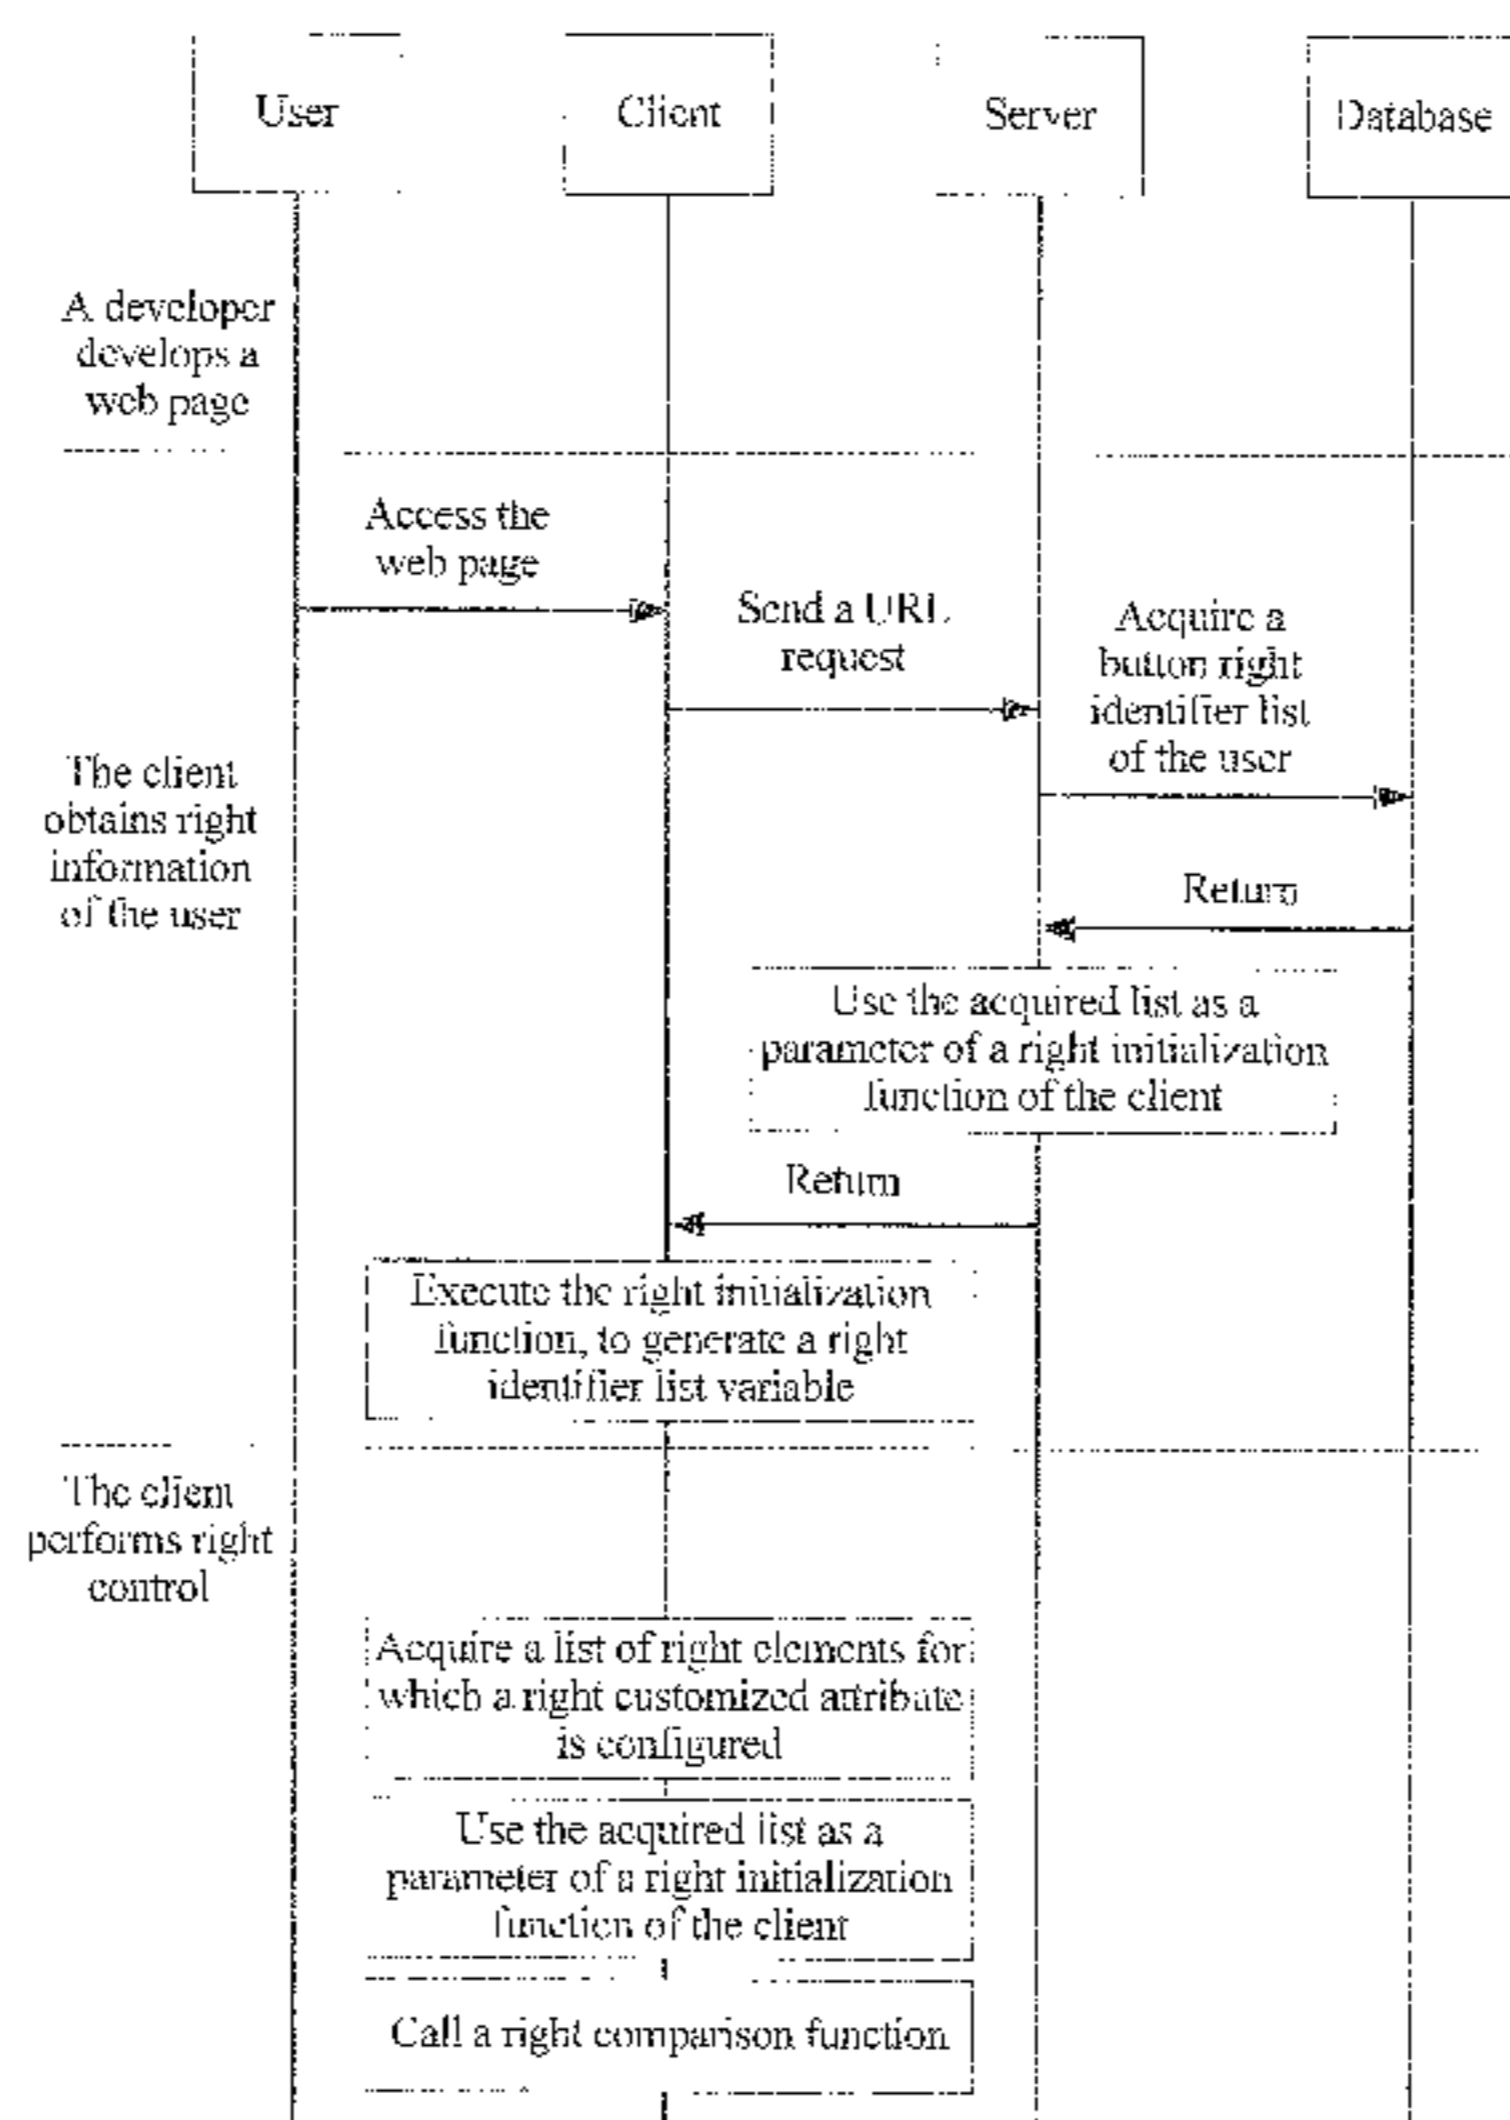 User
Client
Server
Database
A developer
develops a
web page
Access the
web page
Send a URL
request
Acquire a
button right
identifier list
of the user
The client
obtains right
information
of the user
Return
Use the acquired list as a
parameter of a right initialization
function of the client
Return
Execute the right initialization
function, to generate a right
identifier list variable
The client
performs right
control
Acquire a list of right elements for
which a right customized attribute
is configured
Use the acquired list as a
parameter of a right initialization
function of the client
Call a right comparison function